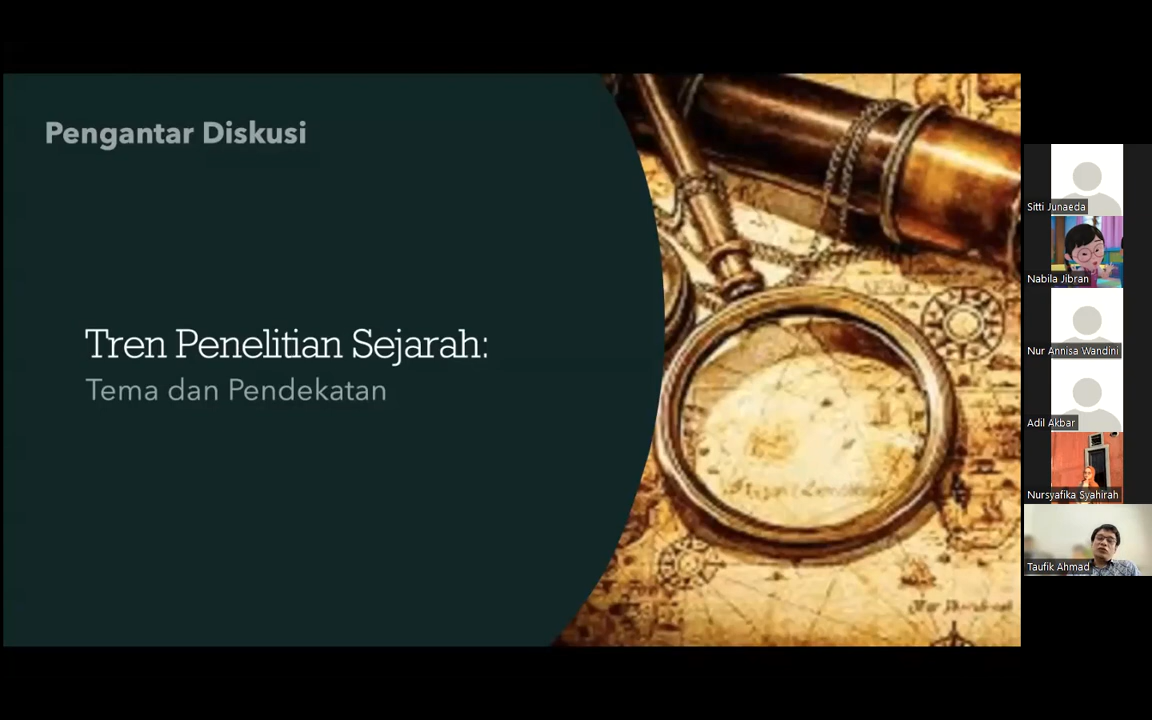 Pengantar Diskusi
Tren Penelitian Sejarah:
Tema dan Pendekatan
Sitti Junaeda
Nabila Jibran
Nur Annisa Wandini
Adil Akbar
Nursyafika Syahirah
Taufik Ahmad